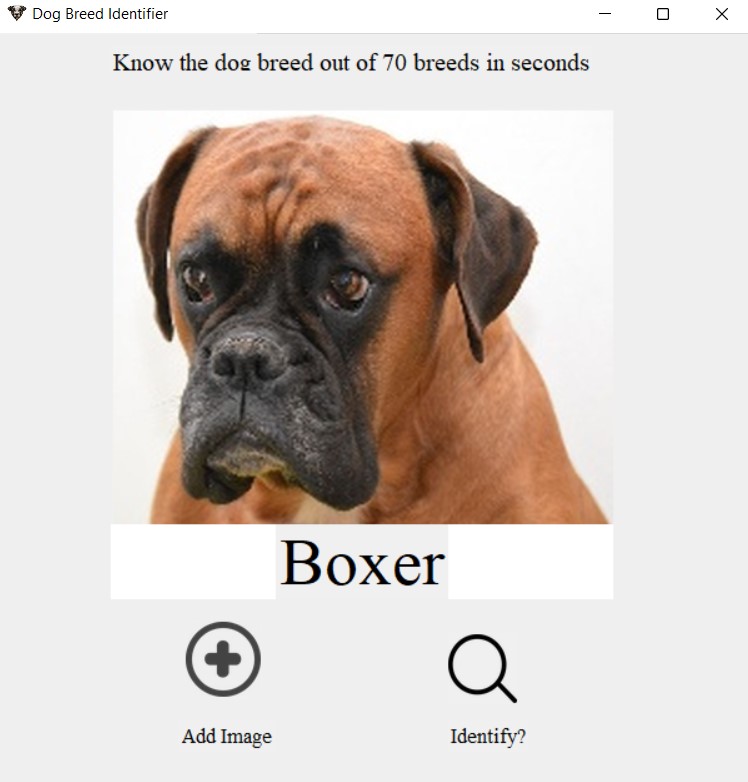 Dog Breed Identifier
Know the dog breed out of 70 breeds in seconds
Boxer
Add Image
Identify?